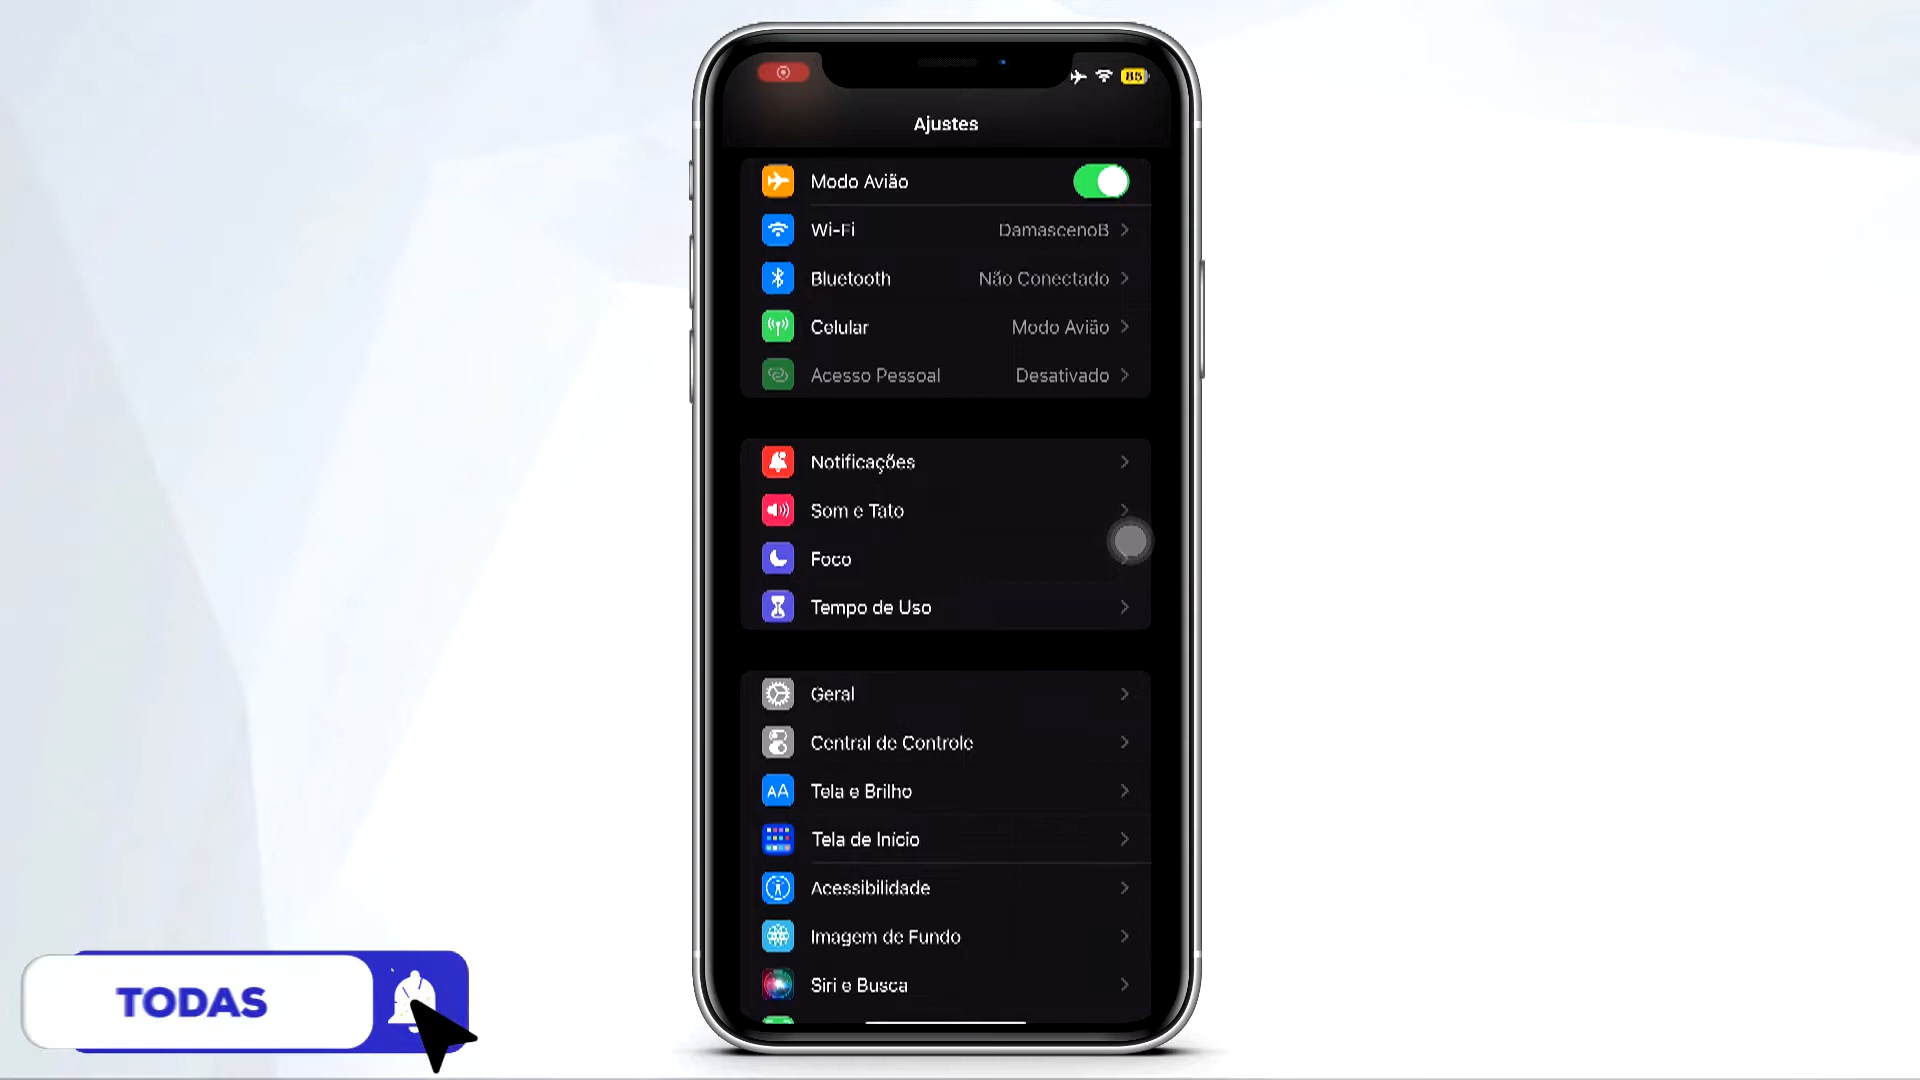 85
Ajustes
Modo Avião
Wi-Fi DamascenoB
Bluetooth Não Conectado
Celular Modo Avião
Acesso Pessoal Desativado
Notificações
Som e Tato
Foco
Tempo de Uso
Geral
Central de Controle
AA Tela e Brilho
Tela de Início
Acessibilidade
Imagem de Fundo
Siri e Busca
TODAS